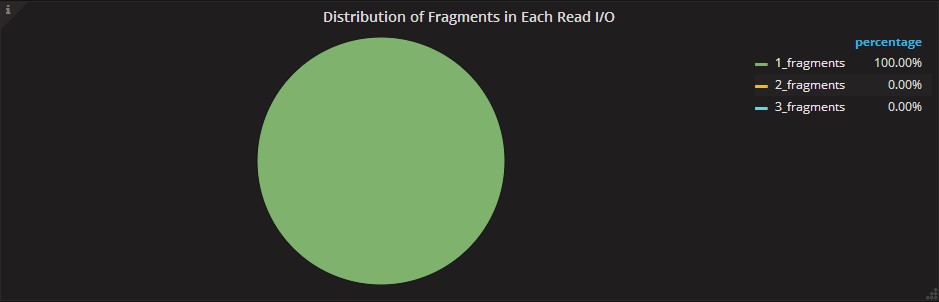 i
Distribution of Fragments in Each Read I/O
percentage
1_fragments 100.00%
2_fragments 0.00%
3_fragments 0.00%